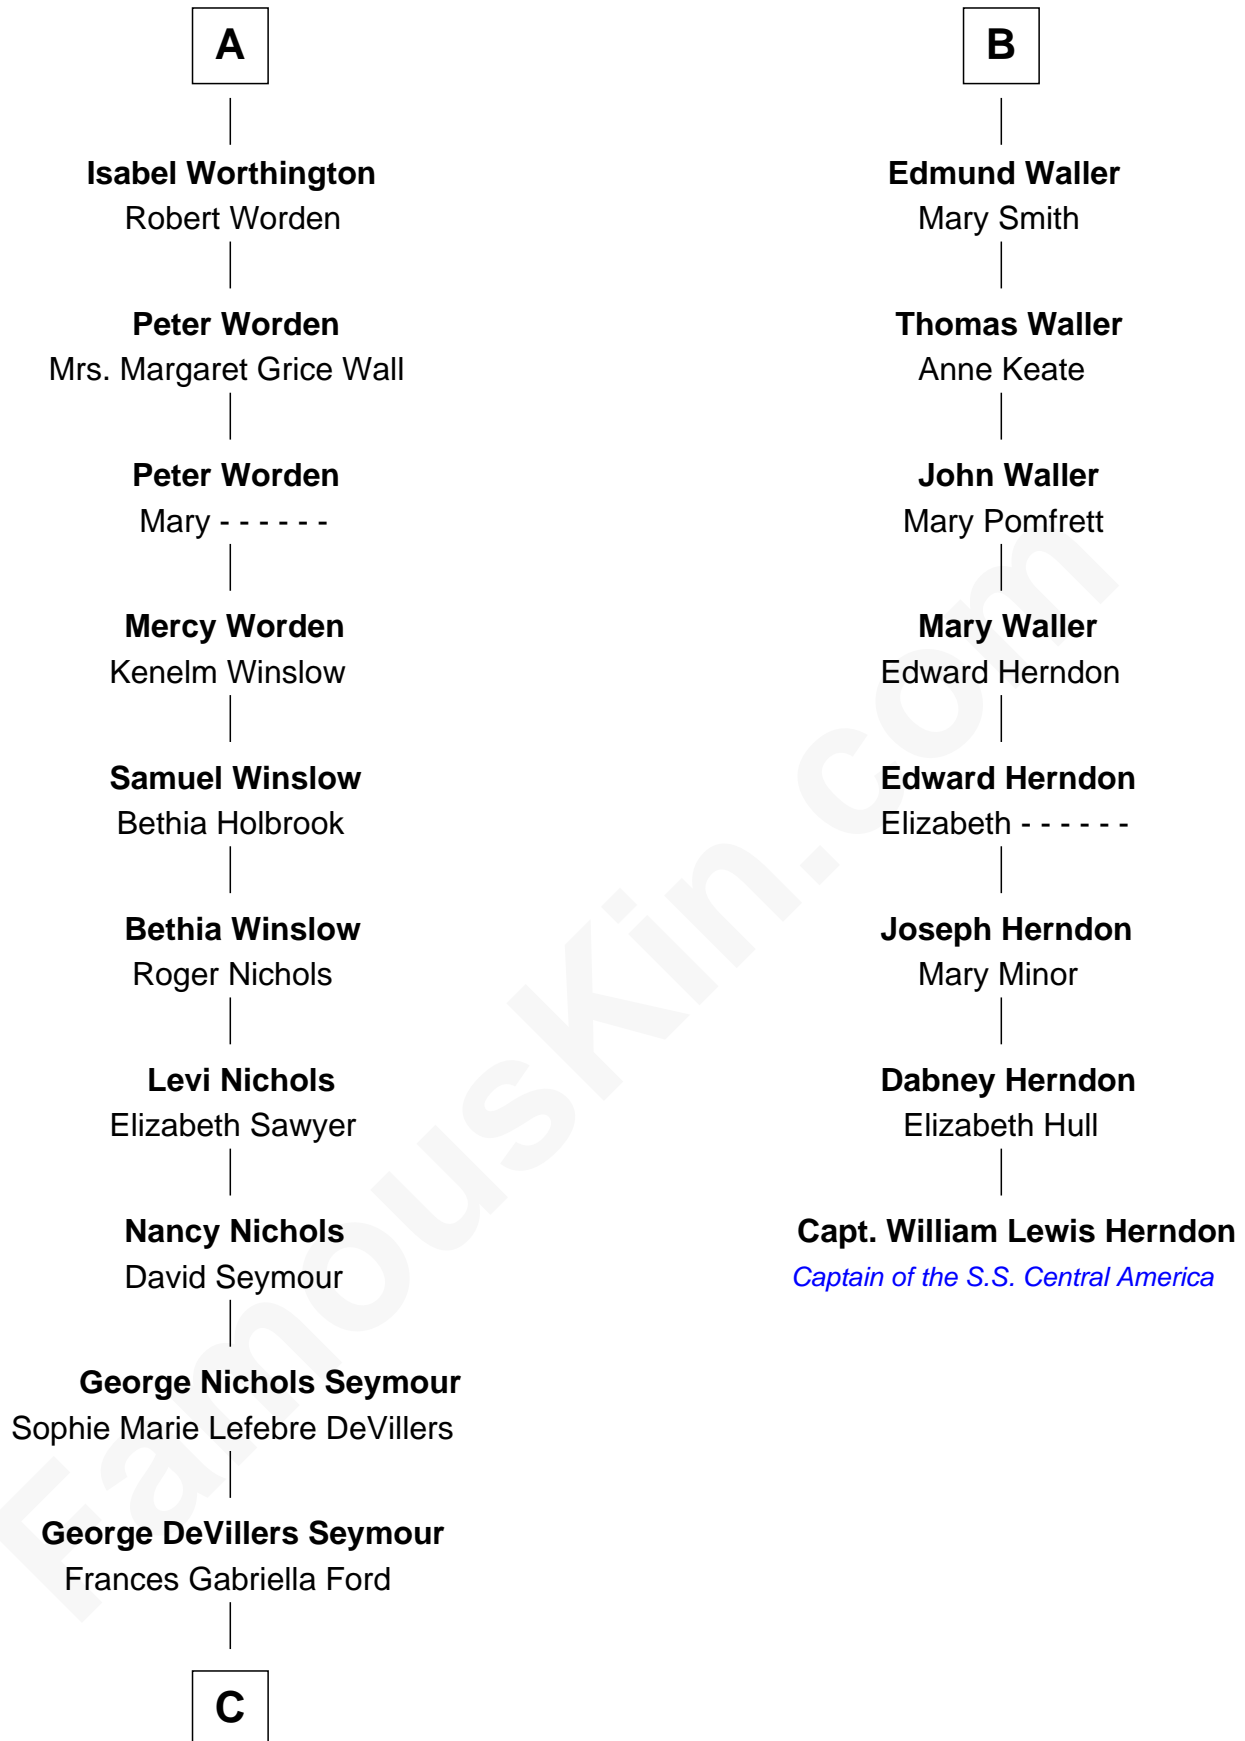 A
Isabel Worthington
Robert Worden
Peter Worden
Mrs. Margaret Grice Wall
Peter Worden
Mary - - - - - -
Mercy Worden
Kenelm Winslow
Samuel Winslow
Bethia Holbrook
Bethia Winslow
Roger Nichols
Levi Nichols
Elizabeth Sawyer
Nancy Nichols
David Seymour
George Nichols Seymour
Sophie Marie Lefebre DeVillers
George DeVillers Seymour
Frances Gabriella Ford
C
B
Edmund Waller
Mary Smith
Thomas Waller
Anne Keate
John Waller
Mary Pomfrett
Mary Waller
Edward Herndon
Edward Herndon
Elizabeth - - - - - -
Joseph Herndon
Mary Minor
Dabney Herndon
Elizabeth Hull
Capt. William Lewis Herndon
Captain of the S.S. Central America
FamousKin.com